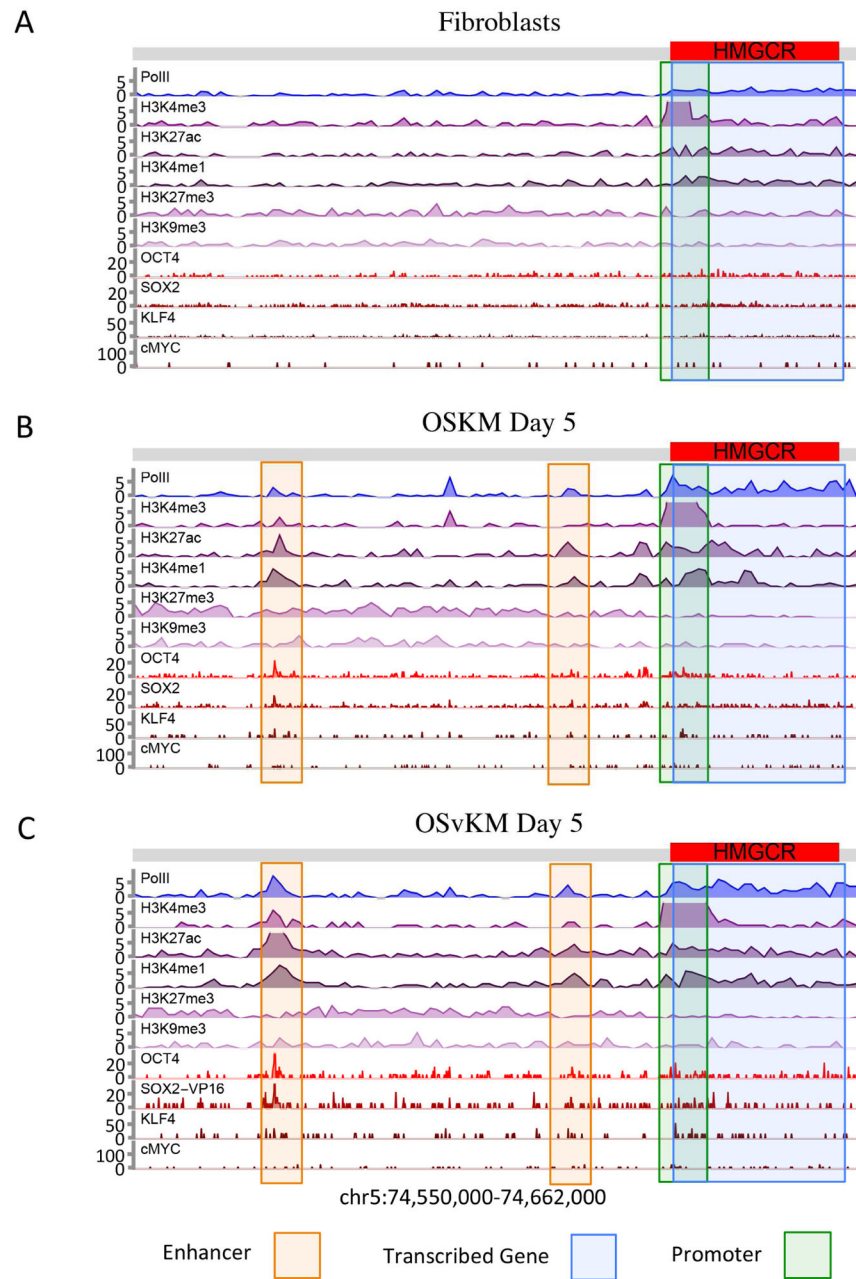 A
Fibroblasts
HMGCR
PolII
5
0
H3K4me3
5
0
H3K27ac
5
0
H3K4me1
5
0
H3K27me3
5
0
H3K9me3
5
0
OCT4
20
0
SOX2
20
0
KLF4
50
0
cMYC
100
0
B
OSKM Day 5
HMGCR
PolII
5
0
H3K4me3
5
0
H3K27ac
5
0
H3K4me1
5
0
H3K27me3
5
0
H3K9me3
5
0
OCT4
20
0
SOX2
20
0
KLF4
50
0
cMYC
100
0
C
OSvKM Day 5
HMGCR
PolII
5
0
H3K4me3
5
0
H3K27ac
5
0
H3K4me1
5
0
H3K27me3
5
0
H3K9me3
5
0
OCT4
20
0
SOX2–VP16
20
0
KLF4
50
0
cMYC
100
0
chr5:74,550,000-74,662,000
Enhancer
Transcribed Gene
Promoter